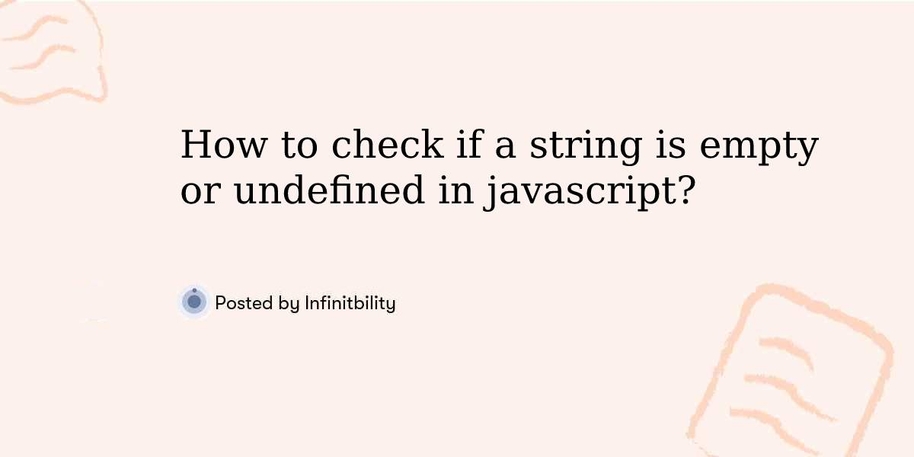 How to check if a string is empty
or undefined in javascript?
Posted by Infinitbility